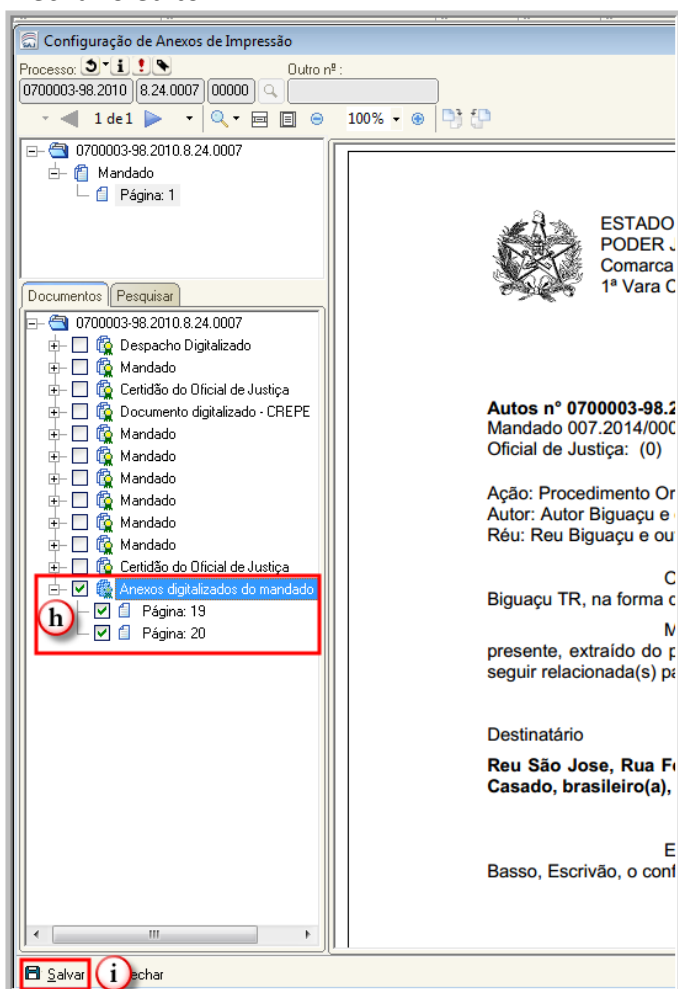 Configuração de Anexos de Impressão
Processo:
Outro nº :
0700003-98.2010 8.24.0007 00000
1 de 1
100%
0700003-98.2010.8.24.0007
Mandado
Página: 1
Documentos Pesquisar
0700003-98.2010.8.24.0007
Despacho Digitalizado
Mandado
Certidão do Oficial de Justiça
Documento digitalizado - CREPE
Mandado
Mandado
Mandado
Mandado
Mandado
Mandado
Certidão do Oficial de Justiça
Anexos digitalizados do mandado
Página: 19
h
Página: 20
Salvar
i
echar
ESTADO
PODER
Comarca
1ª Vara C
Autos nº 0700003-98.2
Mandado 007.2014/000
Oficial de Justiça: (0)
Ação: Procedimento Or
Autor: Autor Biguaçu e
Réu: Reu Biguaçu e ou
Biguaçu TR, na forma
M
presente, extraído do
seguir relacionada(s)
Destinatário
Reu São Jose, Rua
Casado, brasileiro(a),
E
Basso, Escrivão, o conf